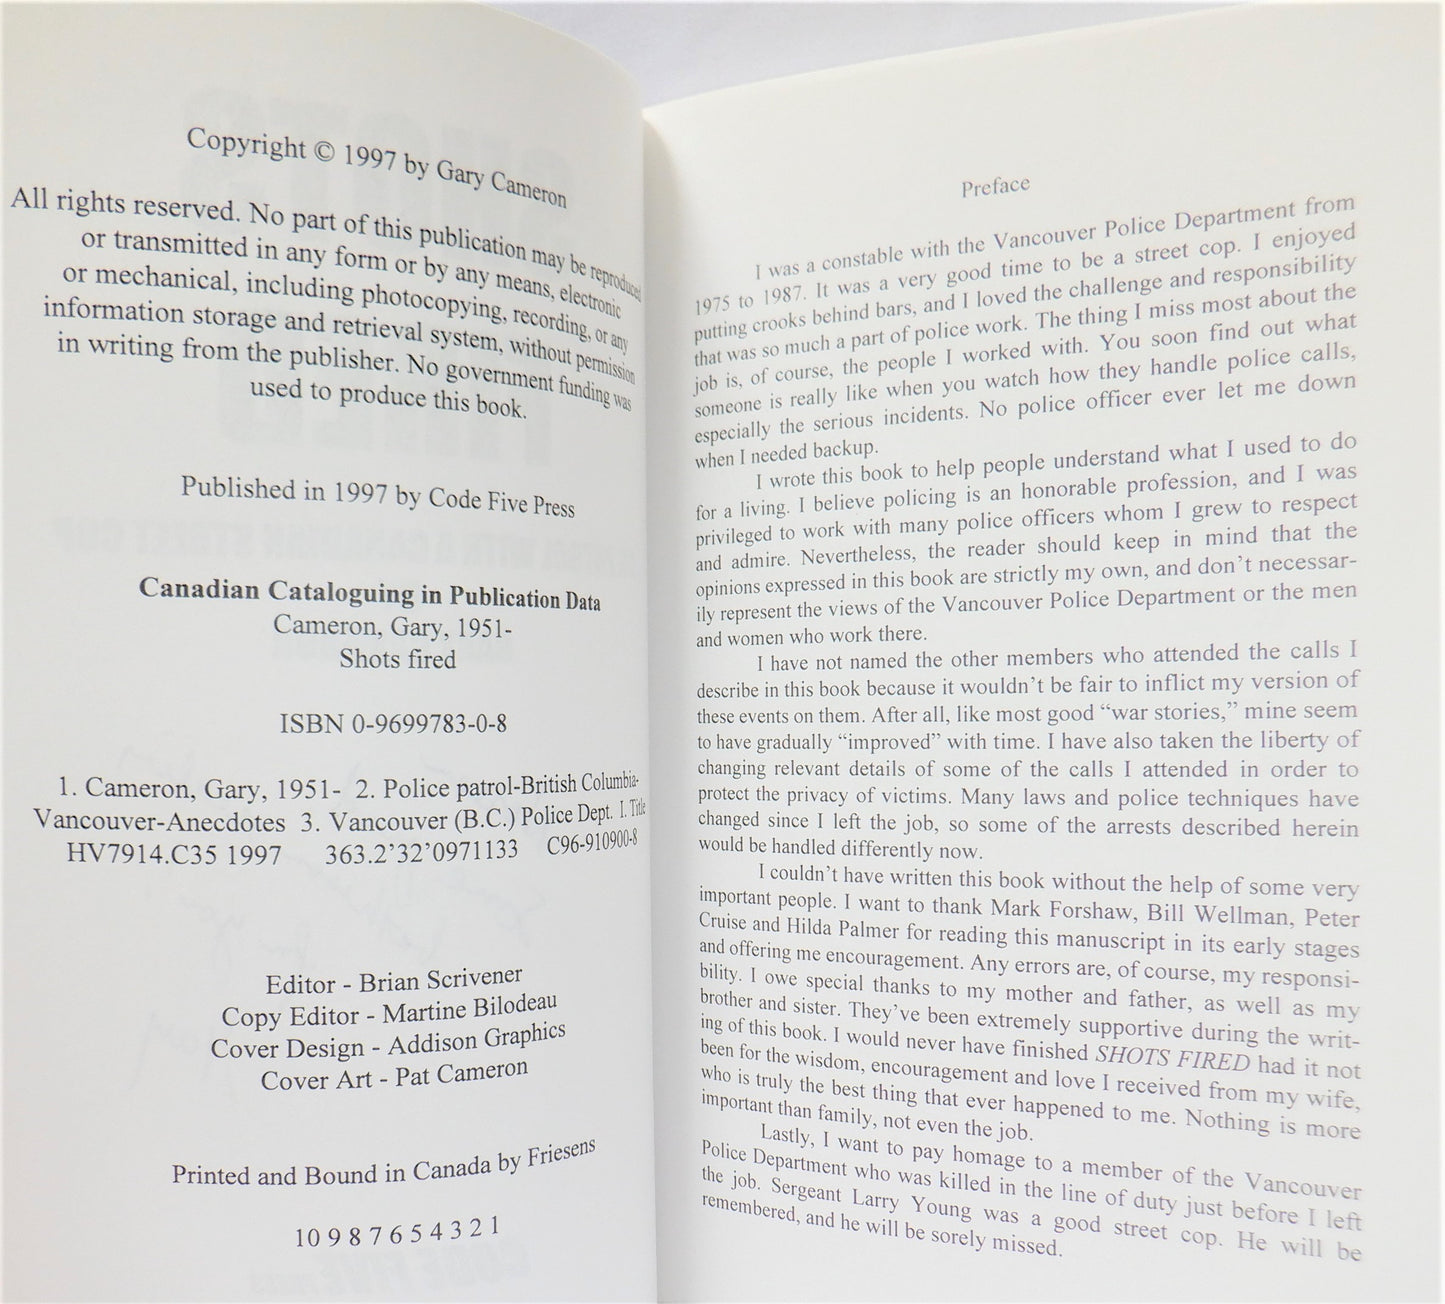 Copyright © 1997 by Gary Cameron
All rights reserved. No part of this publication may be reproduced
or transmitted in any form or by any means, electronic
or mechanical, including photocopying, recording, or any
information storage and retrieval system, without permission
in writing from the publisher. No government funding was
used to produce this book.
Published in 1997 by Code Five Press
Canadian Cataloguing in Publication Data
Cameron, Gary, 1951-
Shots fired
ISBN 0-9699783-0-8
1. Cameron, Gary, 1951- 2. Police patrol-British Columbia-
Vancouver-Anecdotes 3. Vancouver (B.C.) Police Dept. I. Title
HV7914.C35 1997 363.2'32'0971133 C96-910900-8
Editor - Brian Scrivener
Copy Editor - Martine Bilodeau
Cover Design - Addison Graphics
Cover Art - Pat Cameron
Printed and Bound in Canada by Friesens
10 9 8 7 6 5 4 3 2 1
Preface
I was a constable with the Vancouver Police Department from
1975 to 1987. It was a very good time to be a street cop. I enjoyed
putting crooks behind bars, and I loved the challenge and responsibility
that was so much a part of police work. The thing I miss most about the
job is, of course, the people I worked with. You soon find out what
someone is really like when you watch how they handle police calls,
especially the serious incidents. No police officer ever let me down
when I needed backup.
I wrote this book to help people understand what I used to do
for a living. I believe policing is an honorable profession, and I was
privileged to work with many police officers whom I grew to respect
and admire. Nevertheless, the reader should keep in mind that the
opinions expressed in this book are strictly my own, and don't necessar-
ily represent the views of the Vancouver Police Department or the men
and women who work there.
I have not named the other members who attended the calls I
describe in this book because it wouldn't be fair to inflict my version of
these events on them. After all, like most good “war stories,” mine seem
to have gradually “improved” with time. I have also taken the liberty of
changing relevant details of some of the calls I attended in order to
protect the privacy of victims. Many laws and police techniques have
changed since I left the job, so some of the arrests described herein
would be handled differently now.
I couldn't have written this book without the help of some very
important people. I want to thank Mark Forshaw, Bill Wellman, Peter
Cruise and Hilda Palmer for reading this manuscript in its early stages
and offering me encouragement. Any errors are, of course, my responsi-
bility. I owe special thanks to my mother and father, as well as my
brother and sister. They've been extremely supportive during the writ-
ing of this book. I would never have finished SHOTS FIRED had it not
been for the wisdom, encouragement and love I received from my wife,
who is truly the best thing that ever happened to me. Nothing is more
important than family, not even the job.
Lastly, I want to pay homage to a member of the Vancouver
Police Department who was killed in the line of duty just before I left
the job. Sergeant Larry Young was a good street cop. He will be
remembered, and he will be sorely missed.